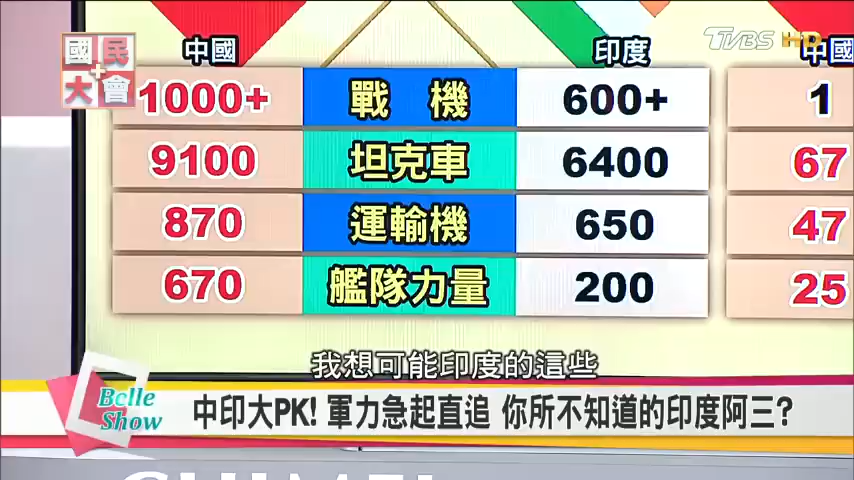 國民大會
中國
印度
TVBS HD
中國
1000+ 戰 機 600+ 1
9100 坦克車 6400 67
870 運輸機 650 47
670 艦隊力量 200 25
我想可能印度的這些
Belle Show
中印大PK! 軍力急起直追 你所不知道的印度阿三?